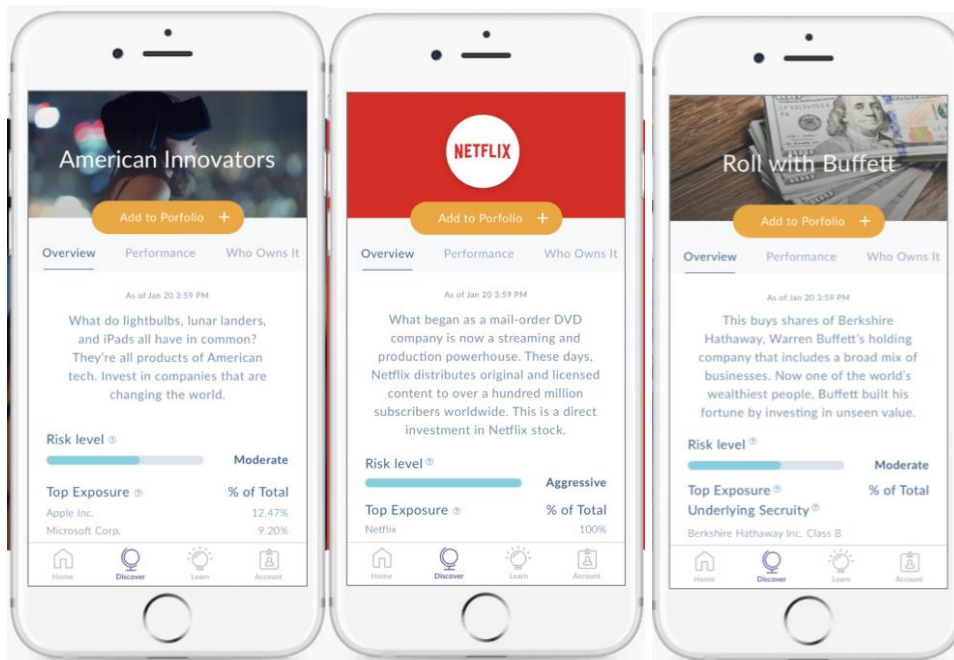 American Innovators
Add to Porfolio +
Overview Performance Who Owns It
As of Jan 20 3:59 PM
What do lightbulbs, lunar landers,
and iPads all have in common?
They're all products of American
tech. Invest in companies that are
changing the world.
Risk level ?
Moderate
Top Exposure ? % of Total
Apple Inc. 12.47%
Microsoft Corp. 9.20%
Home Discover Learn Account
NETFLIX
Add to Porfolio +
Overview Performance Who Owns It
As of Jan 20 3:59 PM
What began as a mail-order DVD
company is now a streaming and
production powerhouse. These days,
Netflix distributes original and licensed
content to over a hundred million
subscribers worldwide. This is a direct
investment in Netflix stock.
Risk level ?
Aggressive
Top Exposure ? % of Total
Netflix 100%
Home Discover Learn Account
Roll with Buffett
Add to Porfolio +
Overview Performance Who Owns It
As of Jan 20 3:59 PM
This buys shares of Berkshire
Hathaway, Warren Buffett's holding
company that includes a broad mix of
businesses. Now one of the world's
wealthiest people, Buffett built his
fortune by investing in unseen value.
Risk level ?
Moderate
Top Exposure ? % of Total
Underlying Secruity ?
Berkshire Hathaway Inc. Class B
Home Discover Learn Account